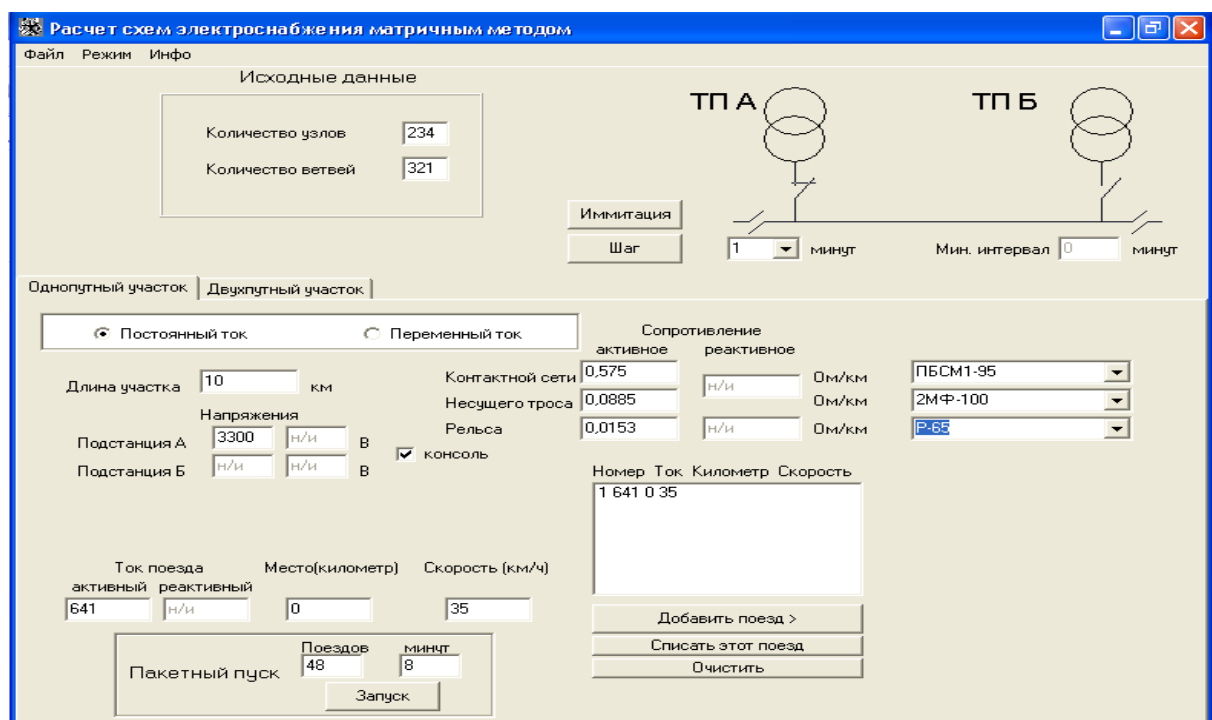 Расчет схем электроснабжения матричным методом
Файл Режим Инфо
Исходные данные
Количество узлов 234
Количество ветвей 321
ТП А
ТП Б
Иммитация
Шаг
1 минут
Мин. интервал 0 минут
Однопутный участок
Двухпутный участок
Постоянный ток
Переменный ток
Длина участка 10 км
Напряжения
Подстанция А 3300 н/и В
Подстанция Б н/и н/и В
консоль
Сопротивление
активное реактивное
Контактной сети 0,575 н/и Ом/км ПБСМ1-95
Несущего троса 0,0885 Ом/км 2МФ-100
Рельса 0,0153 н/и Ом/км Р-65
Номер Ток Километр Скорость
1 641 0 35
Ток поезда Место(километр) Скорость (км/ч)
активный реактивный
641 н/и 0 35
Добавить поезд >
Списать этот поезд
Очистить
Поездов минут
Пакетный пуск 48 8
Запуск